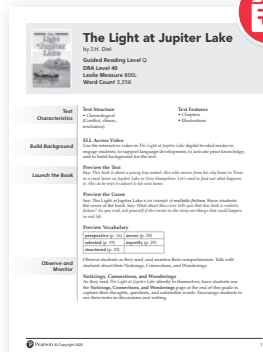 The Light at Jupiter Lake
by J.H. Diel
Guided Reading Level Q
DRA Level 40
Lexile Measure 800L
Word Count 3,356
Text Characteristics
Text Structure
• Chronological
(Conflict, climax,
resolution)
Text Features
• Chapters
• Illustrations
Build Background
ELL Access Video
Use the interactive video in The Light at Jupiter Lake digital leveled reader to
engage students, to support language development, to activate prior knowledge,
and to build background for the text.
Launch the Book
Preview the Text
Say: This book is about a young boy named Alex who moves from his city home in Texas
to a rural home on Jupiter Lake in New Hampshire. Let's read to find out what happens
to Alex as he tries to adjust to his new home.
Preview the Genre
Say: The Light at Jupiter Lake is an example of realistic fiction. Show students
the cover of the book. Say: What about this cover tells you that this book is realistic
fiction? As you read, ask yourself if the events in the story are things that could happen
in real life.
Preview Vocabulary
perspective (p. 16)
access (p. 28)
selected (p. 19)
expertly (p. 29)
structured (p. 29)
Observe and Monitor
Observe students as they read, and monitor their comprehension. Talk with
students about their Noticings, Connections, and Wonderings.
Noticings, Connections, and Wonderings
As they read The Light at Jupiter Lake silently to themselves, have students use
the Noticings, Connections, and Wonderings page at the end of this guide to
capture their thoughts, questions, and unfamiliar words. Encourage students to
use their notes in discussions and writing.
Pearson © Copyright 2020
1